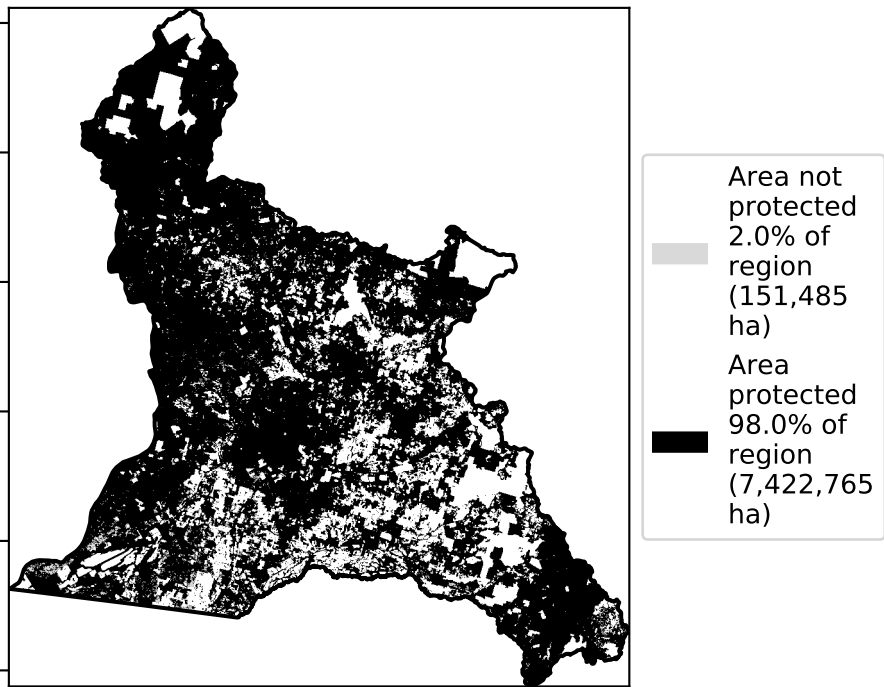 Area not
protected
2.0% of
region
(151,485
ha)
Area
protected
98.0% of
region
(7,422,765
ha)